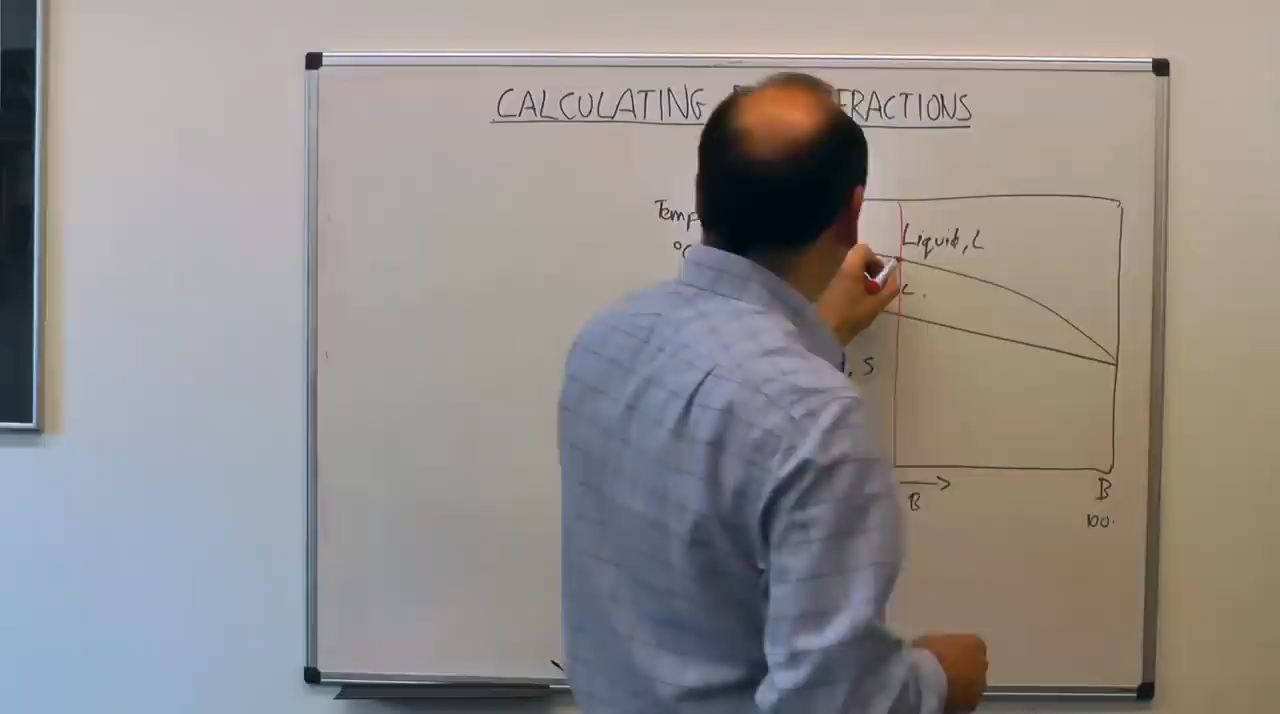 CALCULATING FRACTIONS
Temp
Liquid, L
, S
B
B
100.